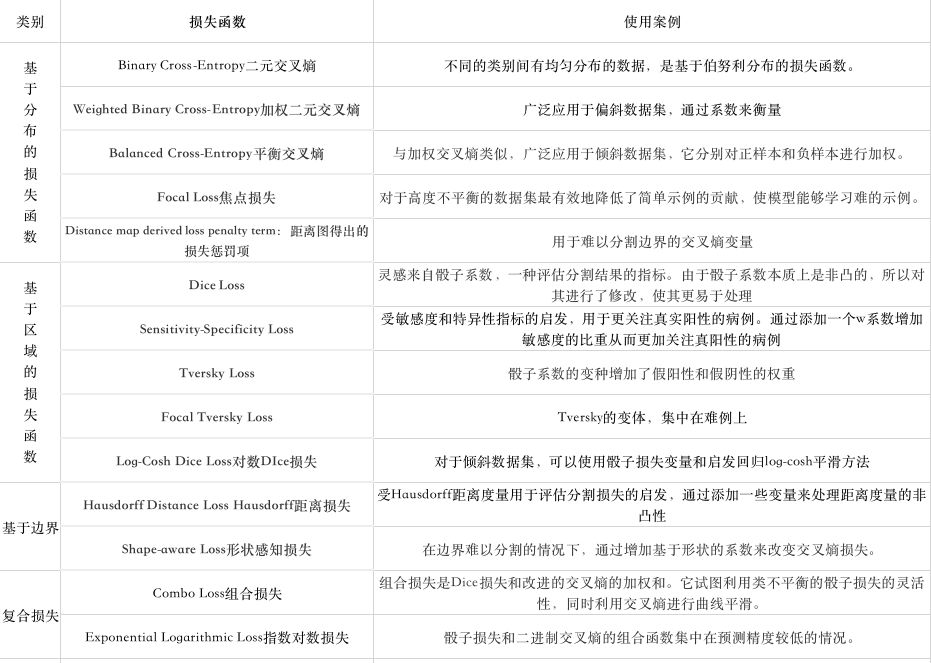 类别
损失函数
使用案例
基于分布的损失函数
Binary Cross-Entropy二元交叉熵
不同的类别间有均匀分布的数据，是基于伯努利分布的损失函数。
Weighted Binary Cross-Entropy加权二元交叉熵
广泛应用于偏斜数据集，通过系数来衡量
Balanced Cross-Entropy平衡交叉熵
与加权交叉熵类似，广泛应用于倾斜数据集，它分别对正样本和负样本进行加权。
Focal Loss焦点损失
对于高度不平衡的数据集最有效地降低了简单示例的贡献，使模型能够学习难的示例。
Distance map derived loss penalty term：距离图得出的
损失惩罚项
用于难以分割边界的交叉熵变量
基于区域的损失函数
Dice Loss
灵感来自骰子系数，一种评估分割结果的指标。由于骰子系数本质上是非凸的，所以对
其进行了修改，使其更易于处理
Sensitivity-Specificity Loss
受敏感度和特异性指标的启发，用于更关注真实阳性的病例。通过添加一个w系数增加
敏感度的比重从而更加关注真阳性的病例
Tversky Loss
骰子系数的变种增加了假阳性和假阴性的权重
Focal Tversky Loss
Tversky的变体，集中在难例上
Log-Cosh Dice Loss对数DIce损失
对于倾斜数据集，可以使用骰子损失变量和启发回归log-cosh平滑方法
基于边界
Hausdorff Distance Loss Hausdorff距离损失
受Hausdorff距离度量用于评估分割损失的启发，通过添加一些变量来处理距离度量的非
凸性
Shape-aware Loss形状感知损失
在边界难以分割的情况下，通过增加基于形状的系数来改变交叉熵损失。
复合损失
Combo Loss组合损失
组合损失是Dice损失和改进的交叉熵的加权和。它试图利用类不平衡的骰子损失的灵活
性，同时利用交叉熵进行曲线平滑。
Exponential Logarithmic Loss指数对数损失
骰子损失和二进制交叉熵的组合函数集中在预测精度较低的情况。